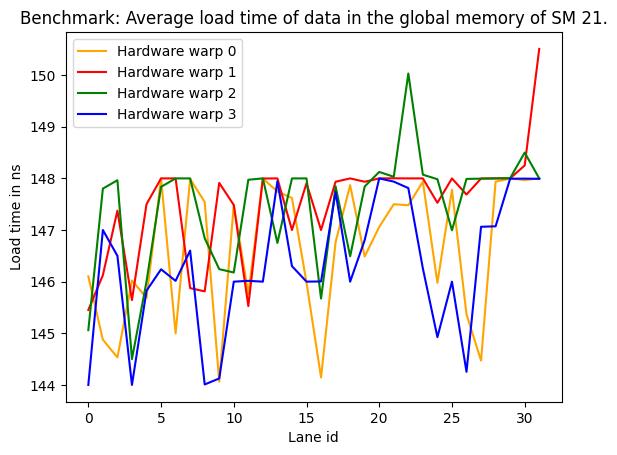 Benchmark: Average load time of data in the global memory of SM 21.
Hardware warp 0
Hardware warp 1
Hardware warp 2
Hardware warp 3
Load time in ns
150
149
148
147
146
145
144
0 5 10 15 20 25 30
Lane id